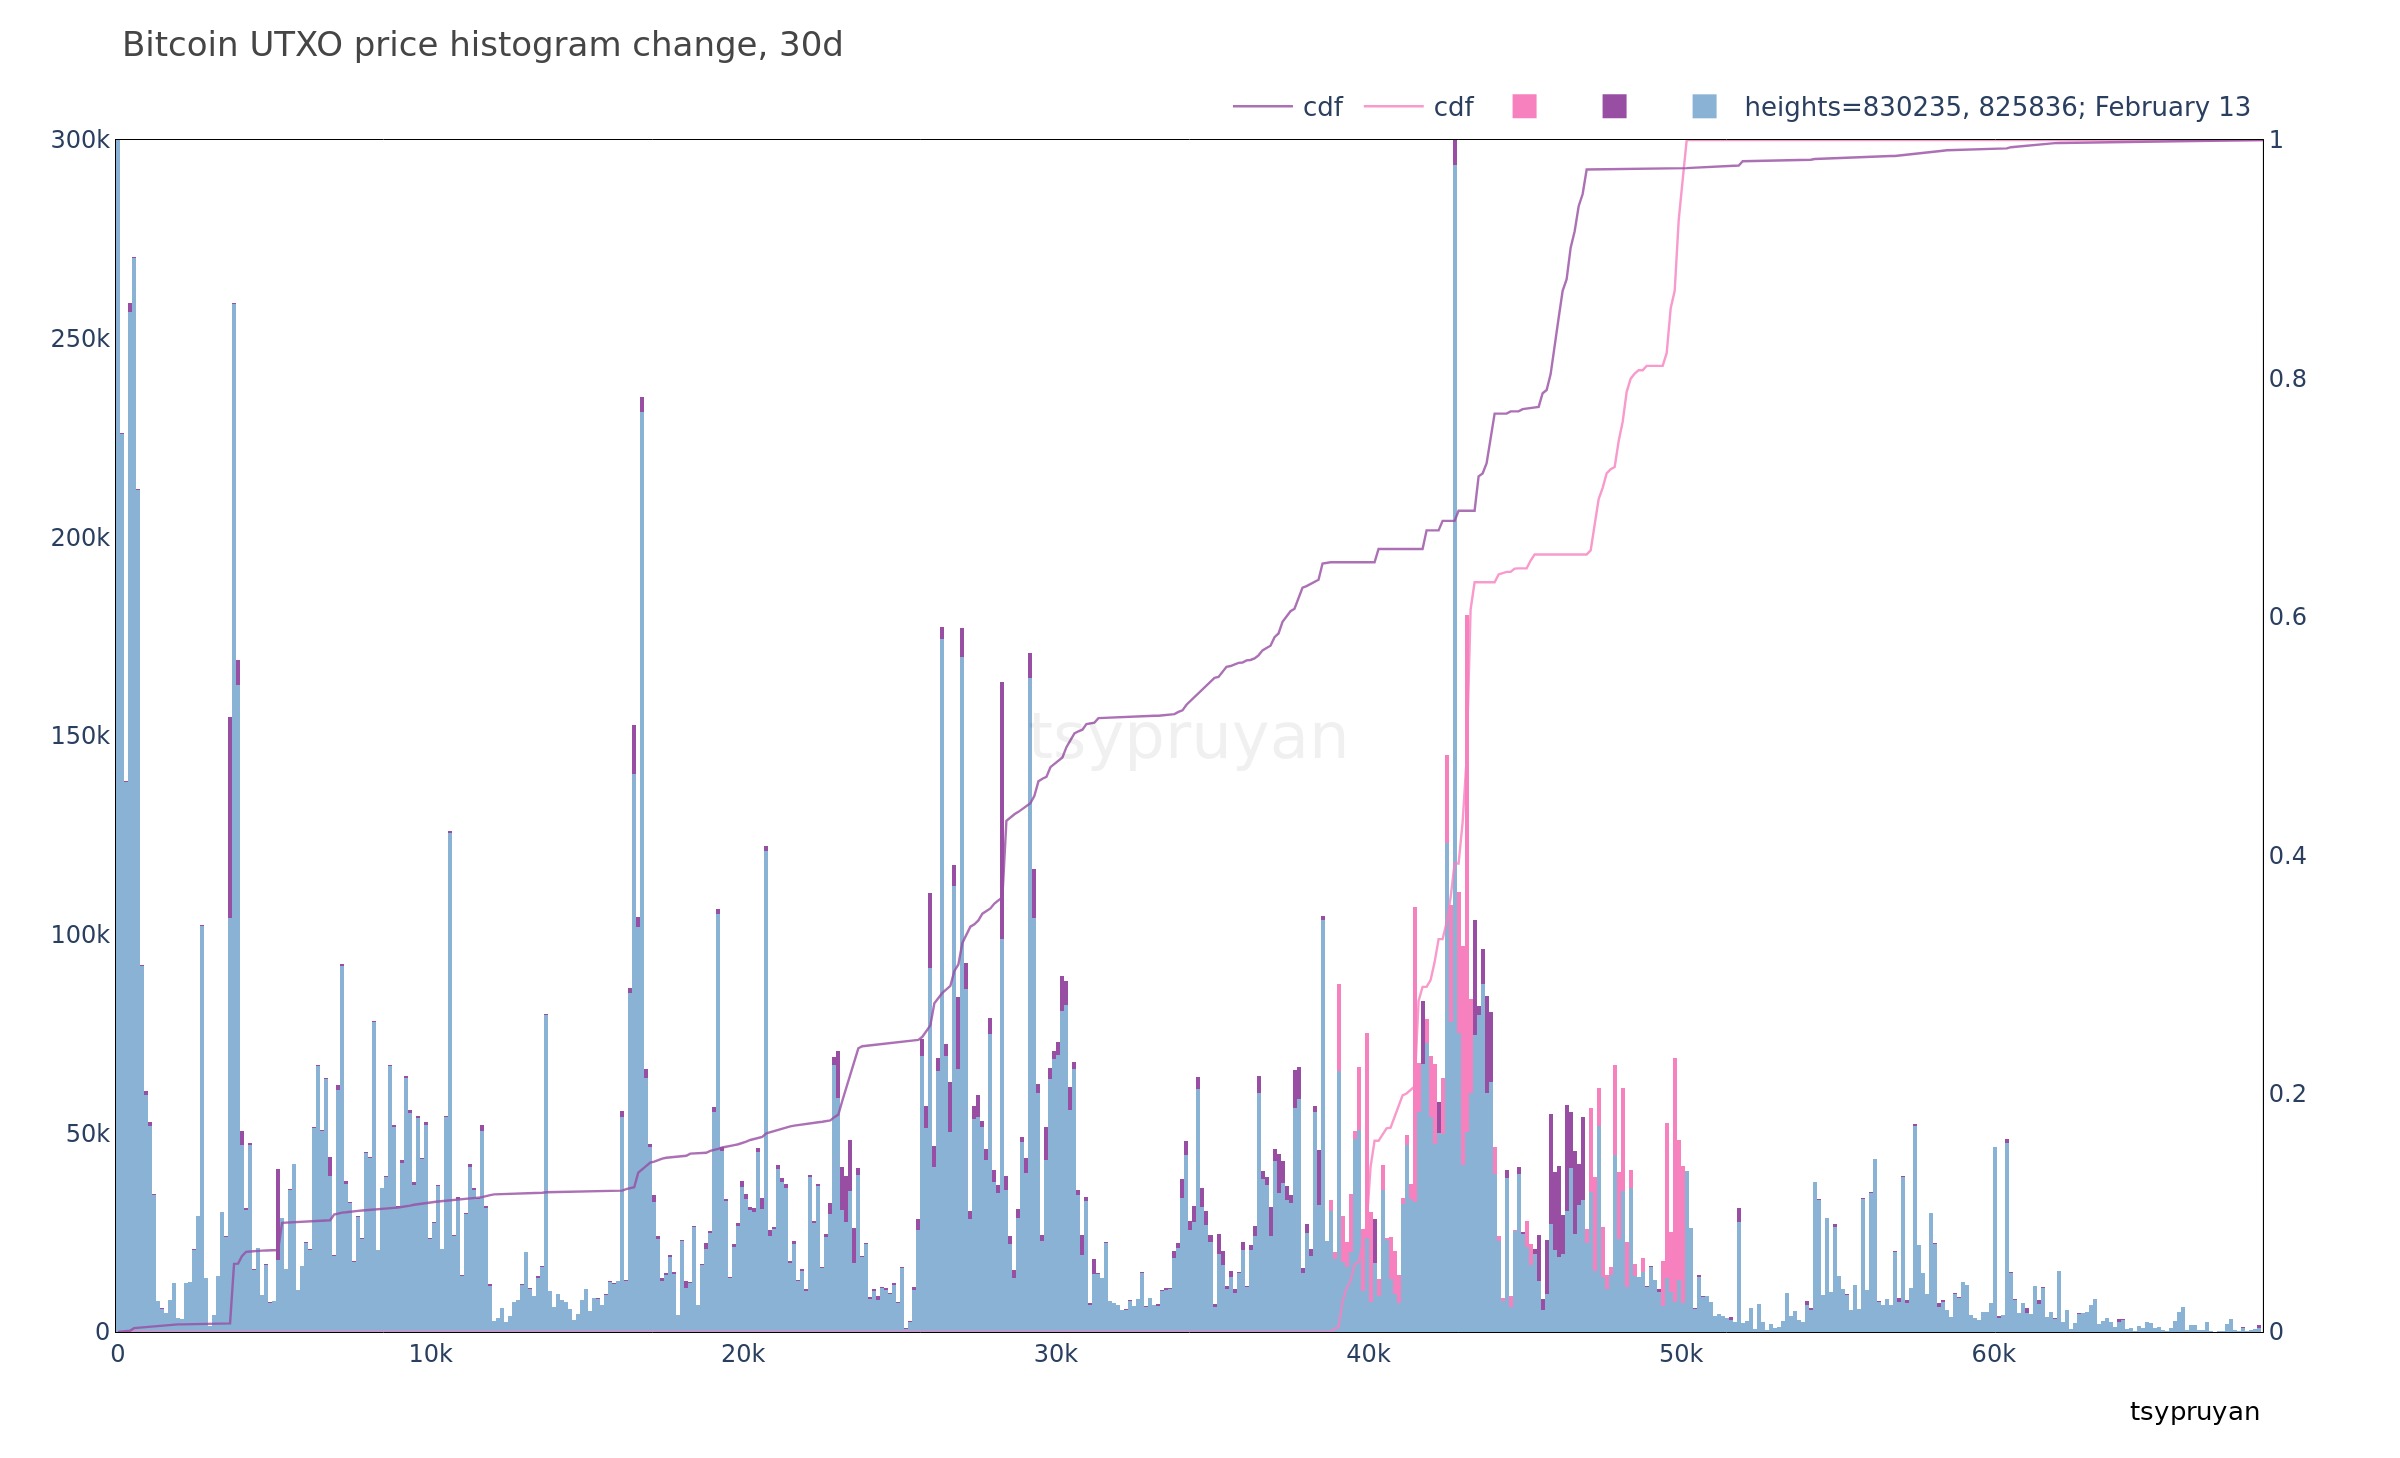 Bitcoin UTXO price histogram change, 30d
cdf cdf heights=830235, 825836; February 13
300k
250k
200k
150k
100k
50k
0
1
0.8
0.6
0.4
0.2
0
tsypruyan
0 10k 20k 30k 40k 50k 60k
tsypruyan